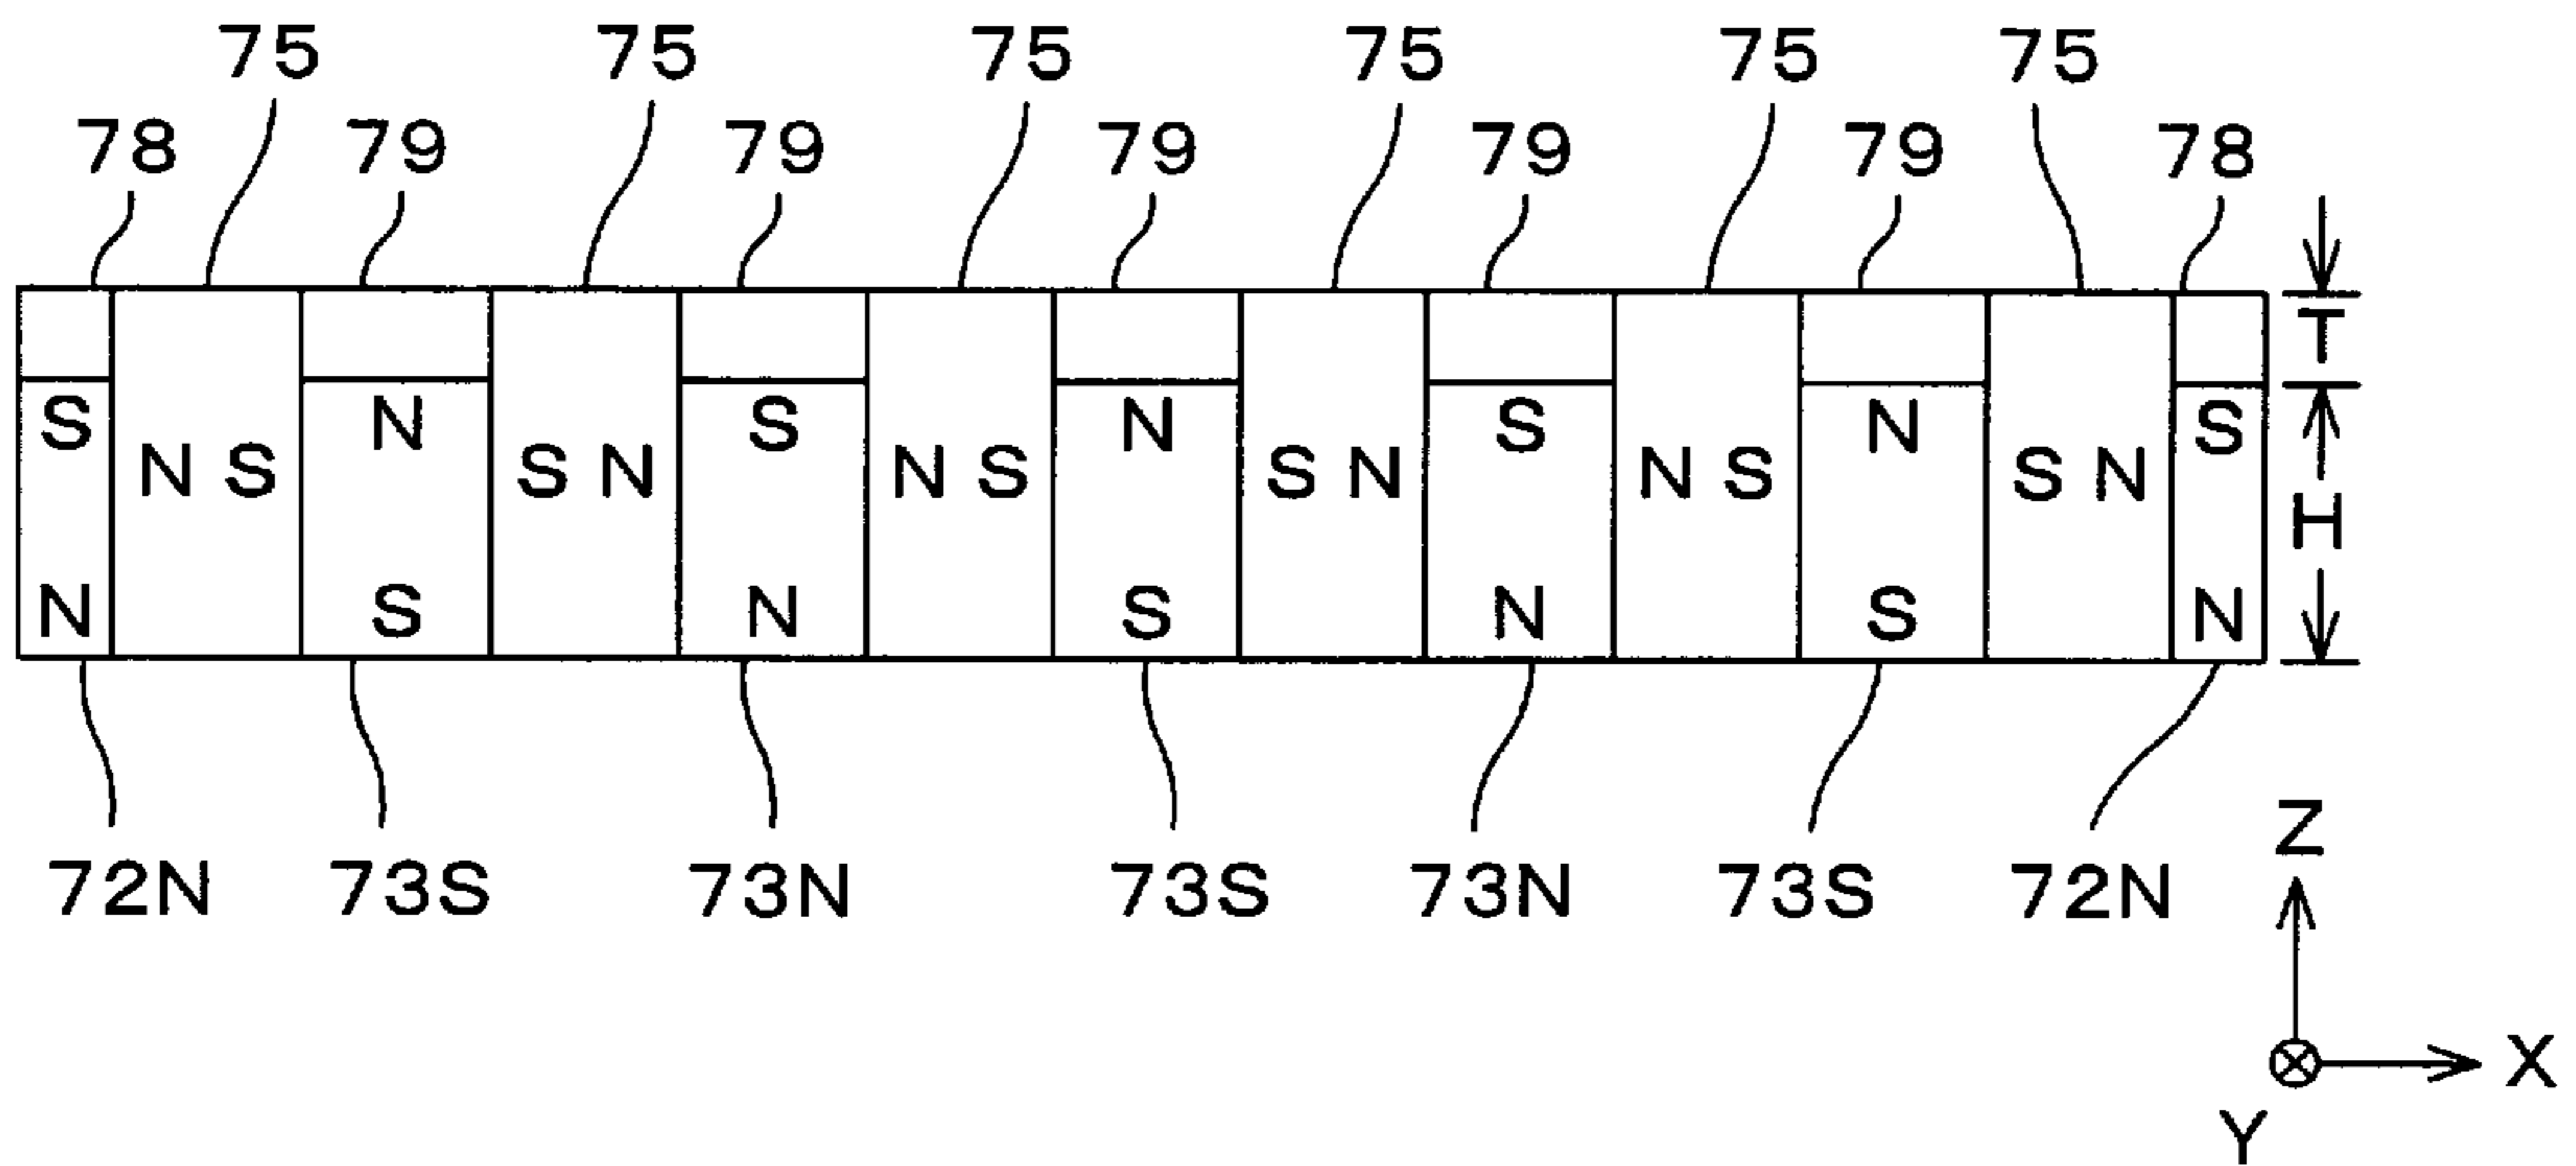 75 75 75 75 75 75
78 79 79 79 79 79 78
T
S N S N S N S
N S S N N S S N N S S N
H
N S N S N S N
72N 73S 73N 73S 73N 73S 72N
Z
X
Y